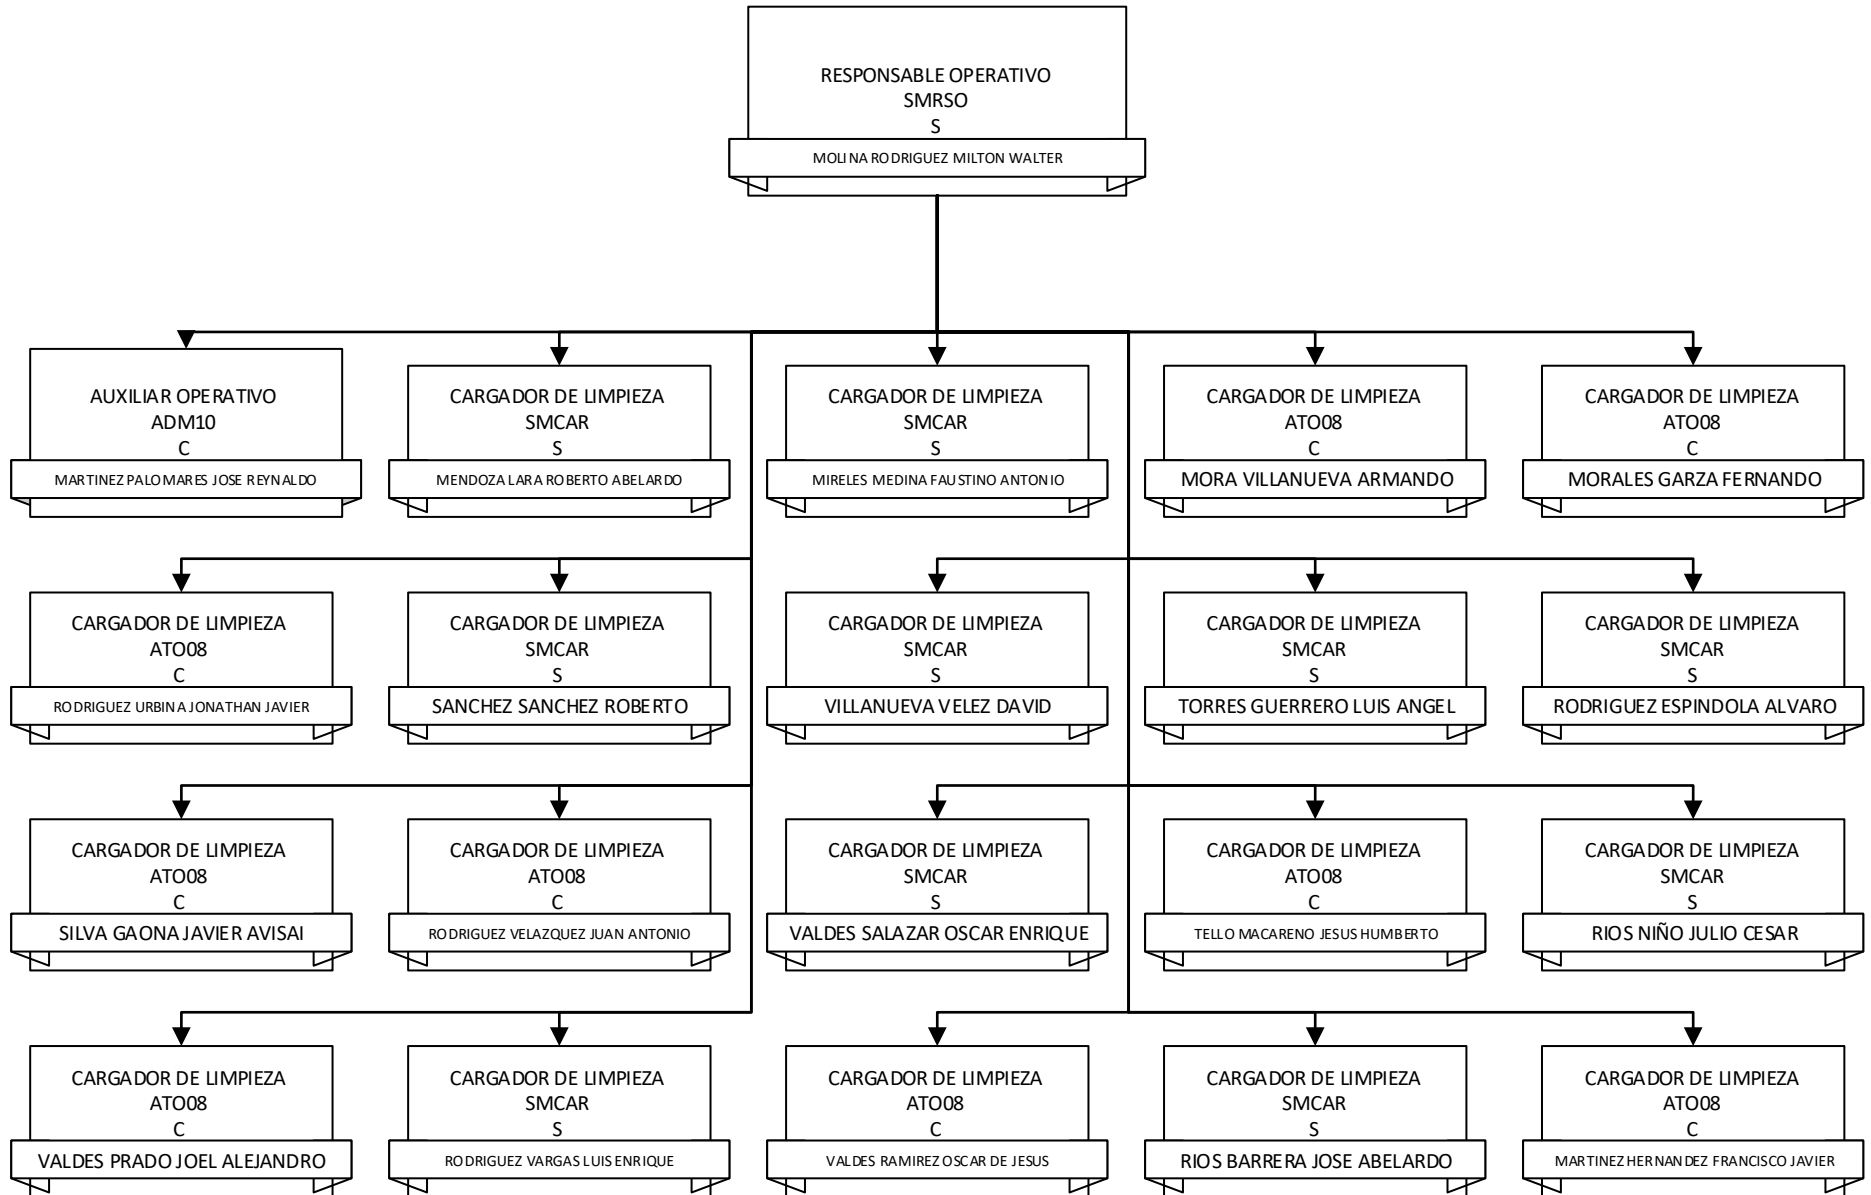 RESPONSABLE OPERATIVO
SMRSO
S
MOLINA RODRIGUEZ MILTON WALTER
AUXILIAR OPERATIVO
ADM10
C
MARTINEZ PALOMARES JOSE REYNALDO
CARGADOR DE LIMPIEZA
SMCAR
S
MENDOZA LARA ROBERTO ABELARDO
CARGADOR DE LIMPIEZA
SMCAR
S
MIRELES MEDINA FAUSTINO ANTONIO
CARGADOR DE LIMPIEZA
ATO08
C
MORA VILLANUEVA ARMANDO
CARGADOR DE LIMPIEZA
ATO08
C
MORALES GARZA FERNANDO
CARGADOR DE LIMPIEZA
ATO08
C
RODRIGUEZ URBINA JONATHAN JAVIER
CARGADOR DE LIMPIEZA
SMCAR
S
SANCHEZ SANCHEZ ROBERTO
CARGADOR DE LIMPIEZA
SMCAR
S
VILLANUEVA VELEZ DAVID
CARGADOR DE LIMPIEZA
SMCAR
S
TORRES GUERRERO LUIS ANGEL
CARGADOR DE LIMPIEZA
SMCAR
S
RODRIGUEZ ESPINDOLA ALVARO
CARGADOR DE LIMPIEZA
ATO08
C
SILVA GAONA JAVIER AVISAI
CARGADOR DE LIMPIEZA
ATO08
C
RODRIGUEZ VELAZQUEZ JUAN ANTONIO
CARGADOR DE LIMPIEZA
SMCAR
S
VALDES SALAZAR OSCAR ENRIQUE
CARGADOR DE LIMPIEZA
ATO08
C
TELLO MACARENO JESUS HUMBERTO
CARGADOR DE LIMPIEZA
SMCAR
S
RIOS NIÑO JULIO CESAR
CARGADOR DE LIMPIEZA
ATO08
C
VALDES PRADO JOEL ALEJANDRO
CARGADOR DE LIMPIEZA
SMCAR
S
RODRIGUEZ VARGAS LUIS ENRIQUE
CARGADOR DE LIMPIEZA
ATO08
C
VALDES RAMIREZ OSCAR DE JESUS
CARGADOR DE LIMPIEZA
SMCAR
S
RIOS BARRERA JOSE ABELARDO
CARGADOR DE LIMPIEZA
ATO08
C
MARTINEZ HERNANDEZ FRANCISCO JAVIER